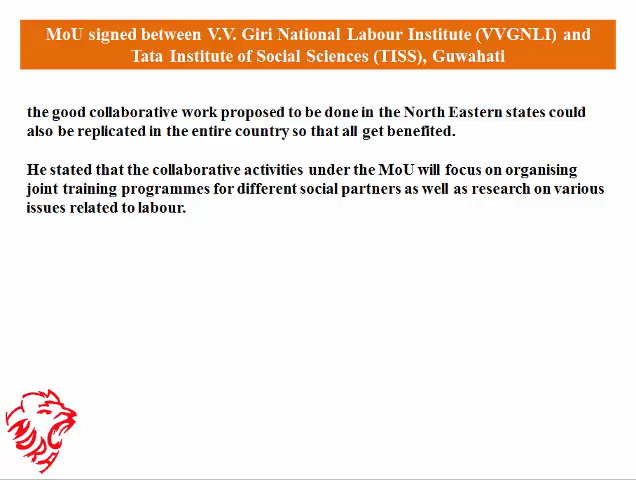 MoU signed between V.V. Giri National Labour Institute (VVGNLI) and
Tata Institute of Social Sciences (TISS), Guwahati
the good collaborative work proposed to be done in the North Eastern states could
also be replicated in the entire country so that all get benefited.
He stated that the collaborative activities under the MoU will focus on organising
joint training programmes for different social partners as well as research on various
issues related to labour.